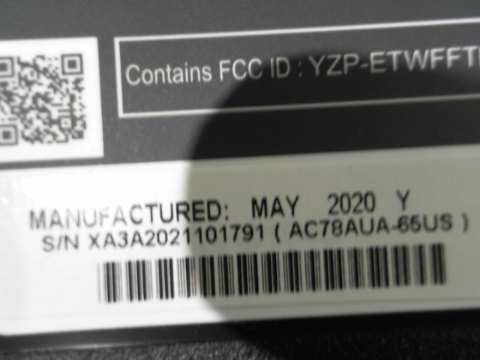 Contains FCC ID : YZP-ETWFFT
MANUFACTURED: MAY 2020 Y
S/N XA3A2021101791 ( AC78AUA-65US )